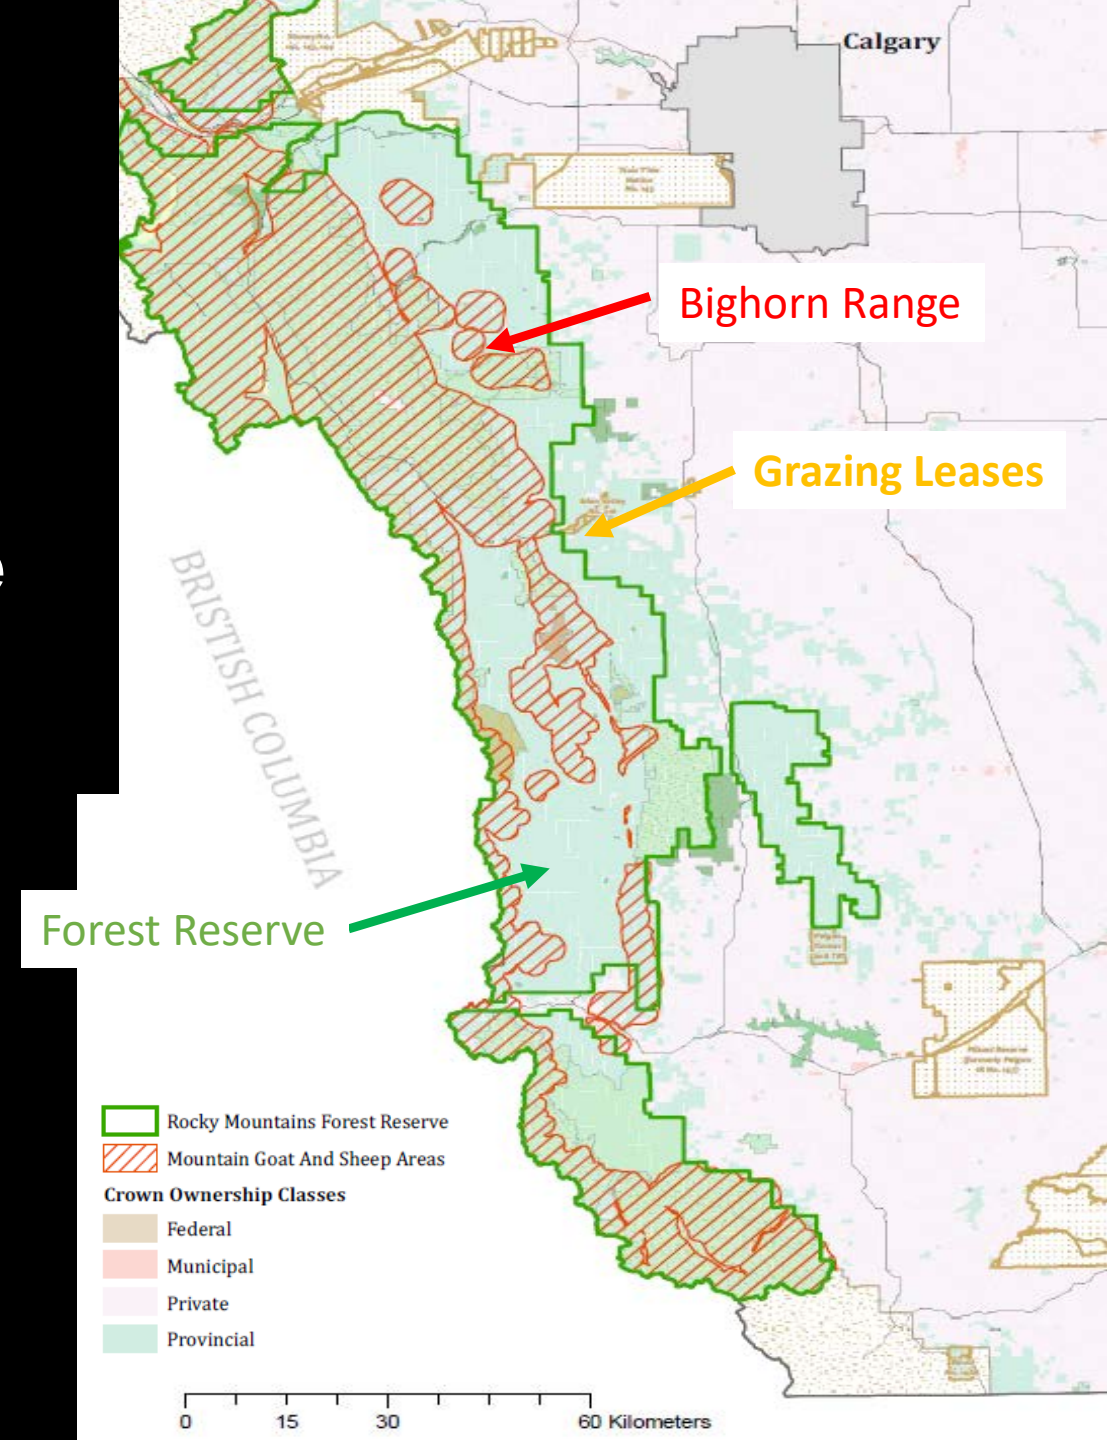 Calgary
Bighorn Range
Grazing Leases
BRISTISH COLUMBIA
Forest Reserve
Rocky Mountains Forest Reserve
Mountain Goat And Sheep Areas
Crown Ownership Classes
Federal
Municipal
Private
Provincial
0 15 30 60 Kilometers